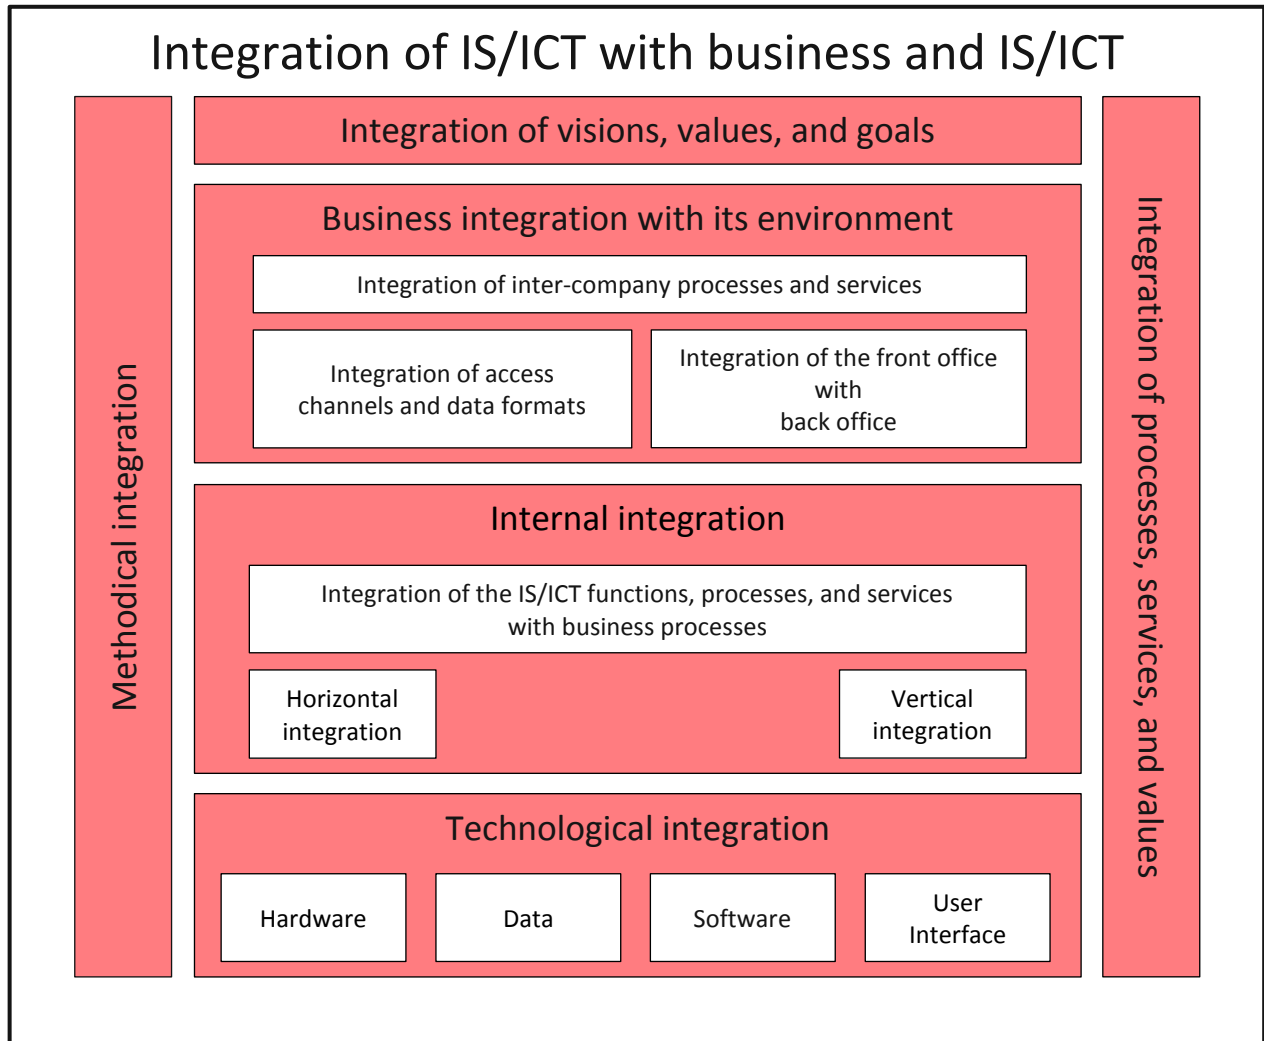 Integration of IS/ICT with business and IS/ICT
Methodical integration
Integration of visions, values, and goals
Business integration with its environment
Integration of inter-company processes and services
Integration of access
channels and data formats
Integration of the front office
with
back office
Internal integration
Integration of the IS/ICT functions, processes, and services
with business processes
Horizontal
integration
Vertical
integration
Technological integration
Hardware
Data
Software
User
Interface
Integration of processes, services, and values